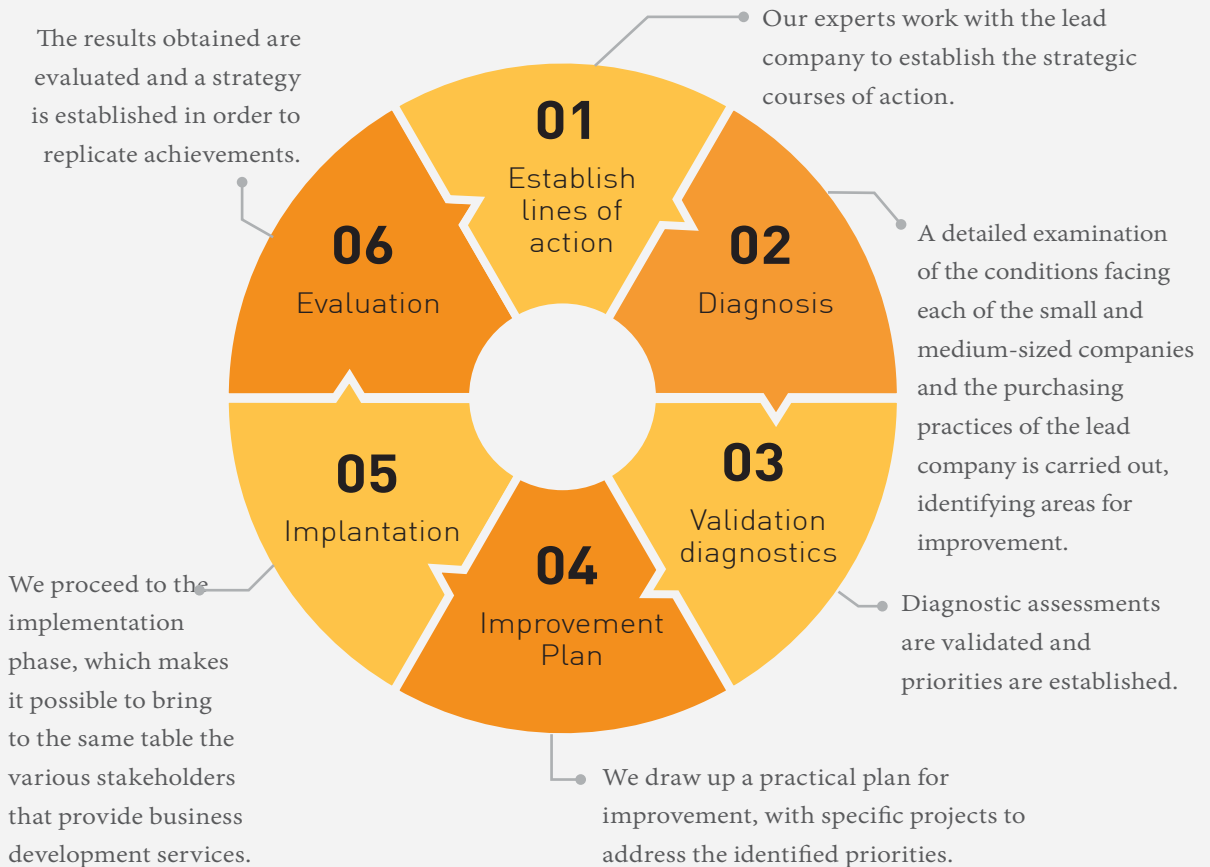 Our experts work with the lead
company to establish the strategic
courses of action.
01
Establish
lines of
action
02
Diagnosis
A detailed examination
of the conditions facing
each of the small and
medium-sized companies
and the purchasing
practices of the lead
company is carried out,
identifying areas for
improvement.
03
Validation
diagnostics
Diagnostic assessments
are validated and
priorities are established.
04
Improvement
Plan
We draw up a practical plan for
improvement, with specific projects to
address the identified priorities.
05
Implantation
We proceed to the
implementation
phase, which makes
it possible to bring
to the same table the
various stakeholders
that provide business
development services.
06
Evaluation
The results obtained are
evaluated and a strategy
is established in order to
replicate achievements.